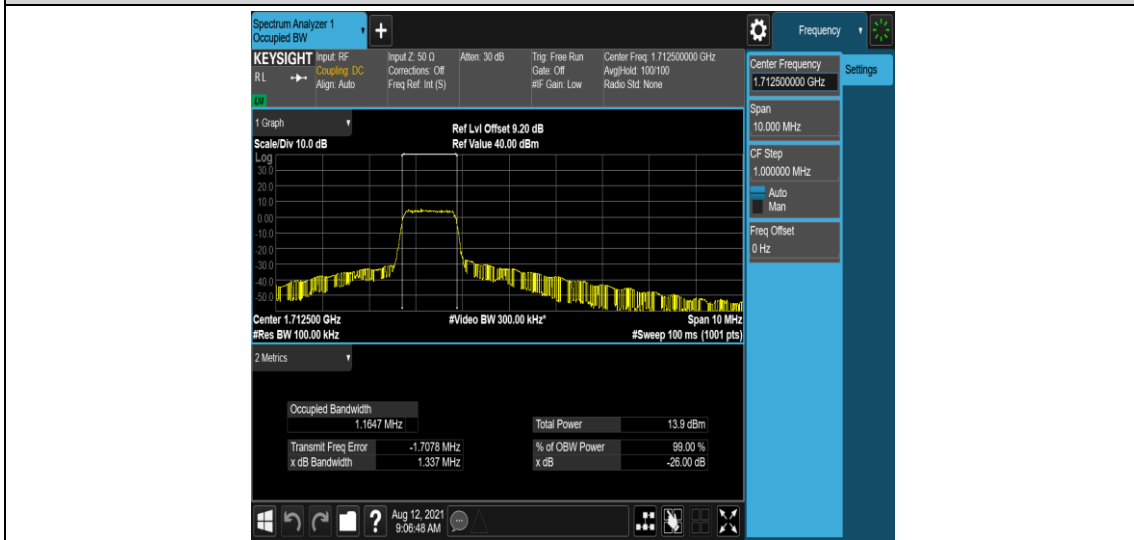 Spectrum Analyzer 1
Occupied BW
Frequency
KEYSIGHT
RL
LXI
Input: RF
Coupling: DC
Align: Auto
Input Z: 50 Ω
Corrections: Off
Freq Ref: Int (S)
Atten: 30 dB
Trig: Free Run
Gate: Off
#IF Gain: Low
Center Freq: 1.712500000 GHz
Avg|Hold: 100/100
Radio Std: None
Center Frequency
1.712500000 GHz
Settings
Span
10.000 MHz
CF Step
1.000000 MHz
Auto
Man
Freq Offset
0 Hz
1 Graph
Scale/Div 10.0 dB
Ref Lvl Offset 9.20 dB
Ref Value 40.00 dBm
Log
30.0
20.0
10.0
0.00
-10.0
-20.0
-30.0
-40.0
-50.0
Center 1.712500 GHz
#Video BW 300.00 kHz*
Span 10 MHz
#Res BW 100.00 kHz
#Sweep 100 ms (1001 pts)
2 Metrics
Occupied Bandwidth
1.1647 MHz
Total Power 13.9 dBm
Transmit Freq Error -1.7078 MHz
% of OBW Power 99.00 %
x dB Bandwidth 1.337 MHz
x dB -26.00 dB
?
Aug 12, 2021
9:06:48 AM